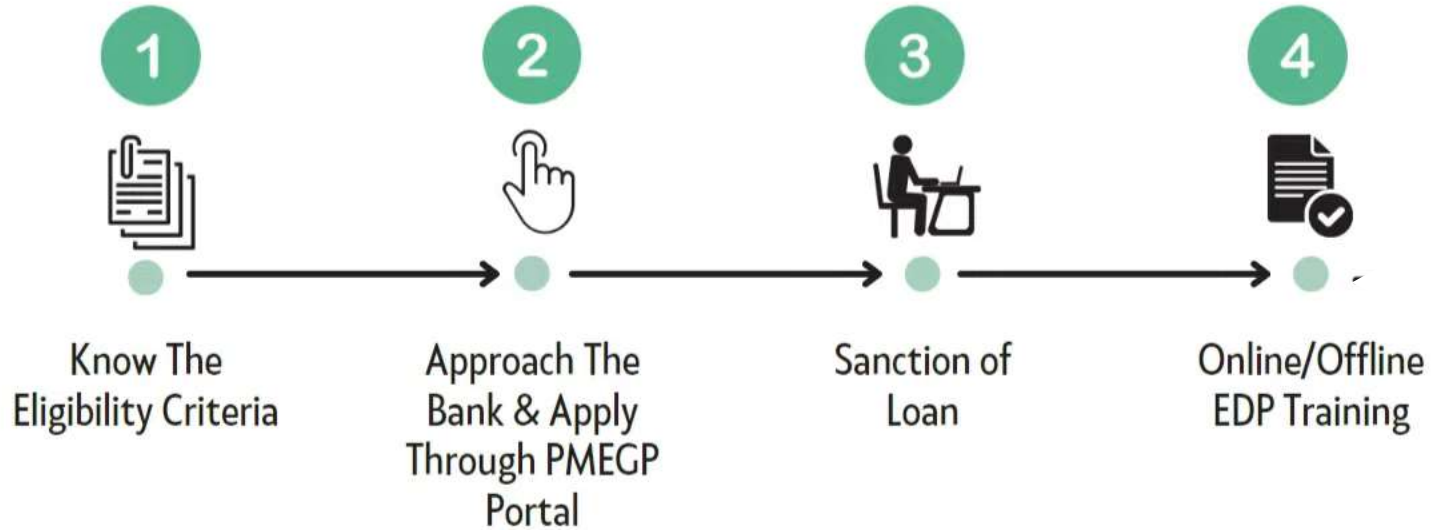 1
2
3
4
Know The
Eligibility Criteria
Approach The
Bank & Apply
Through PMEGP
Portal
Sanction of
Loan
Online/Offline
EDP Training